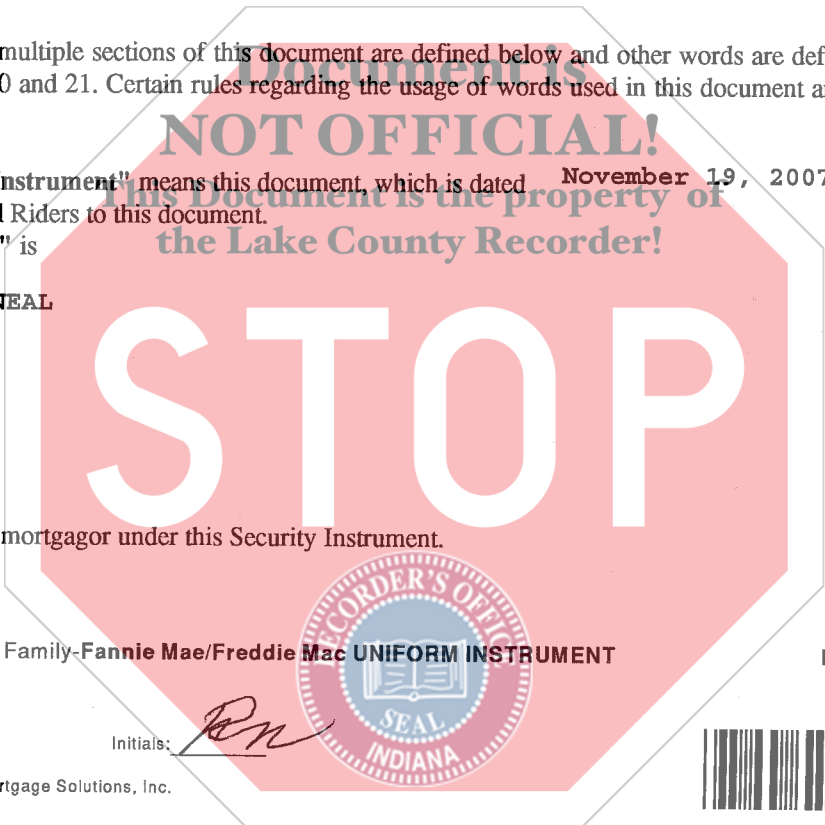 multiple sections of this document are defined below and other words are def
0 and 21. Certain rules regarding the usage of words used in this document a
Document is
NOT OFFICIAL!
nstrument" means this document, which is dated November 19, 2007
This Document is the property of
l Riders to this document.
the Lake County Recorder!
" is
NEAL
STOP
mortgagor under this Security Instrument.
RECORDER'S OFFICE
Family-Fannie Mae/Freddie Mac UNIFORM INSTRUMENT
SEAL
INDIANA
Initials: RN
rtgage Solutions, Inc.